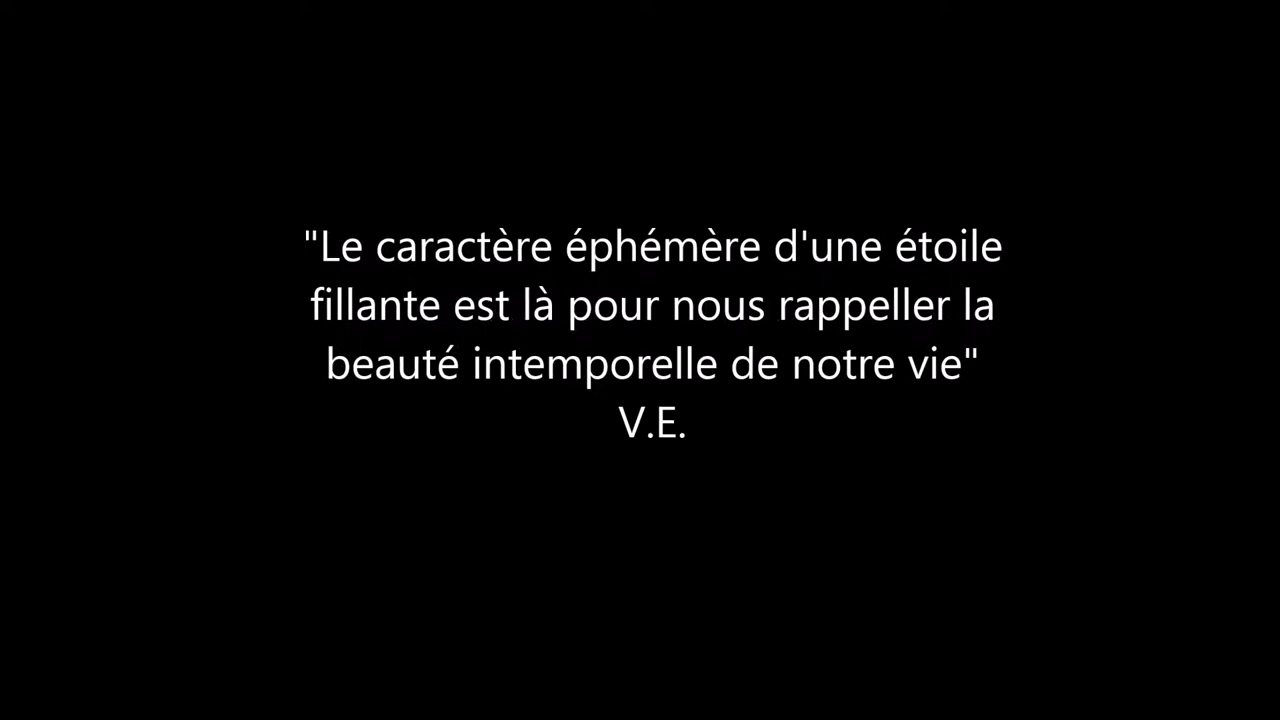 "Le caractère éphémère d'une étoile
fillante est là pour nous rappeller la
beauté intemporelle de notre vie"
V.E.